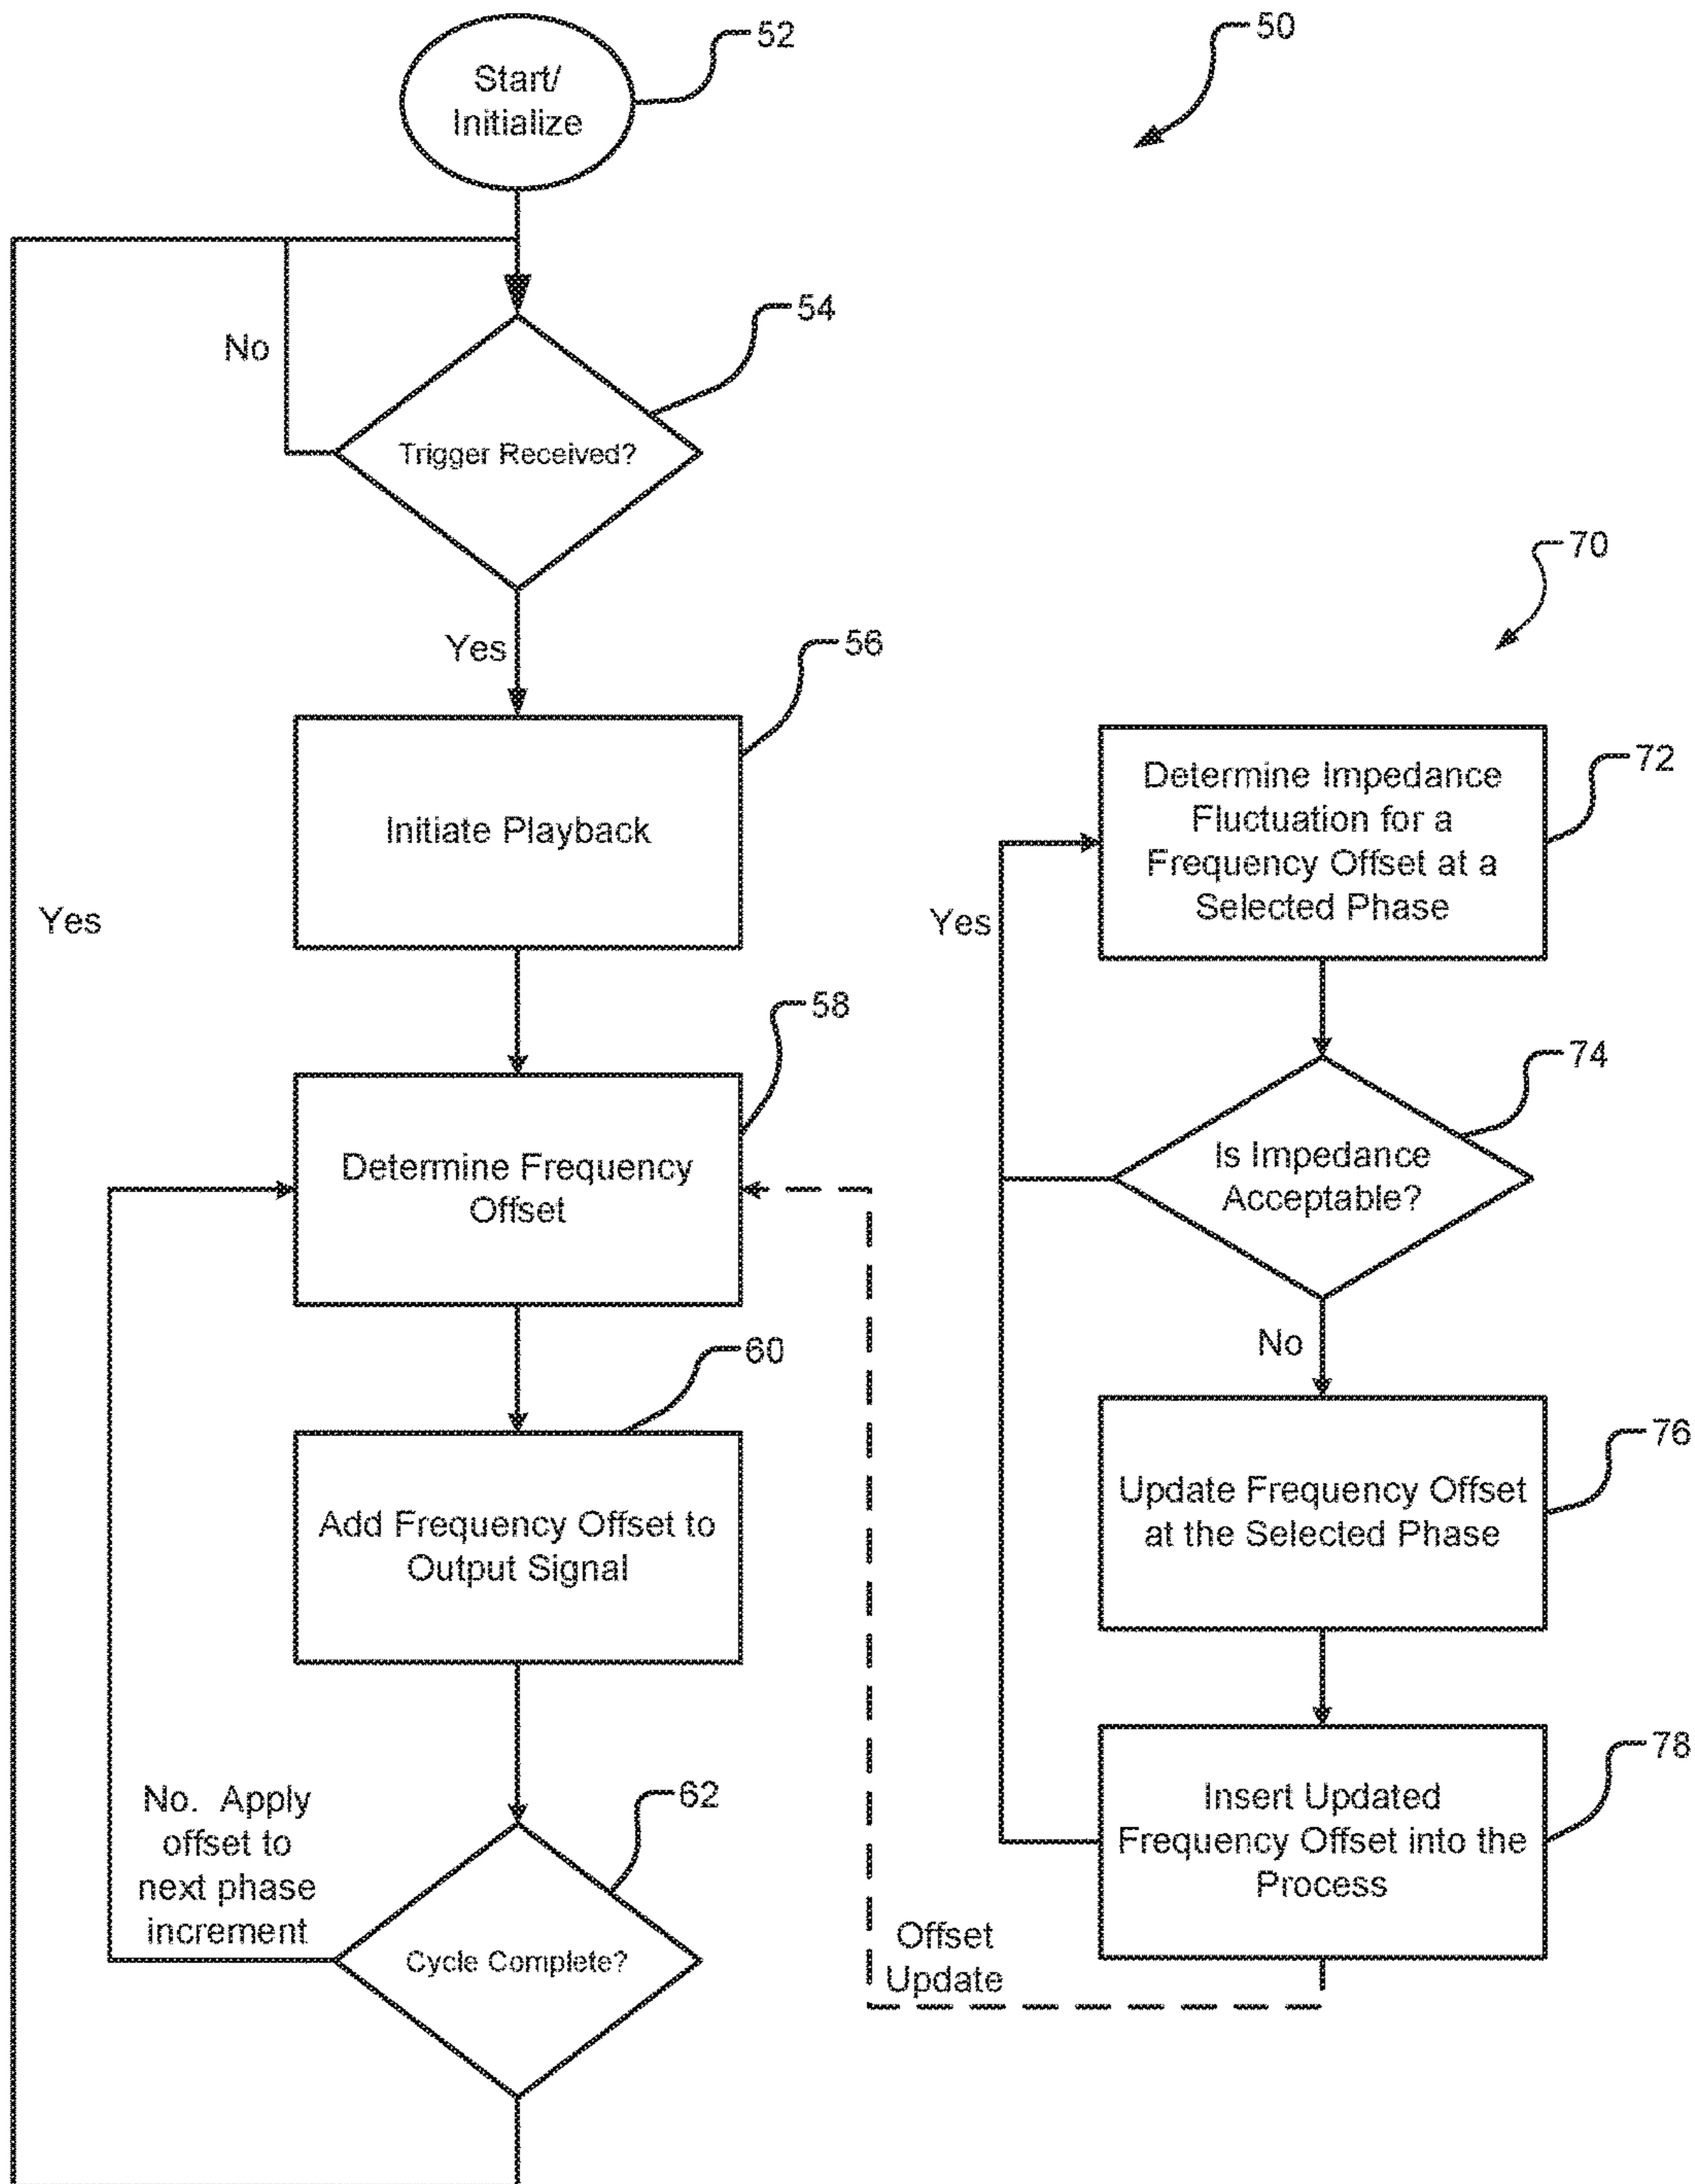 50
52
Start/
Initialize
54
No
Trigger Received?
Yes
56
Initiate Playback
Yes
58
Determine Frequency
Offset
60
Add Frequency Offset to
Output Signal
62
No. Apply
offset to
next phase
increment
Cycle Complete?
70
72
Determine Impedance
Fluctuation for a
Frequency Offset at a
Selected Phase
Yes
74
Is Impedance
Acceptable?
No
76
Update Frequency Offset
at the Selected Phase
78
Insert Updated
Frequency Offset into the
Process
Offset
Update